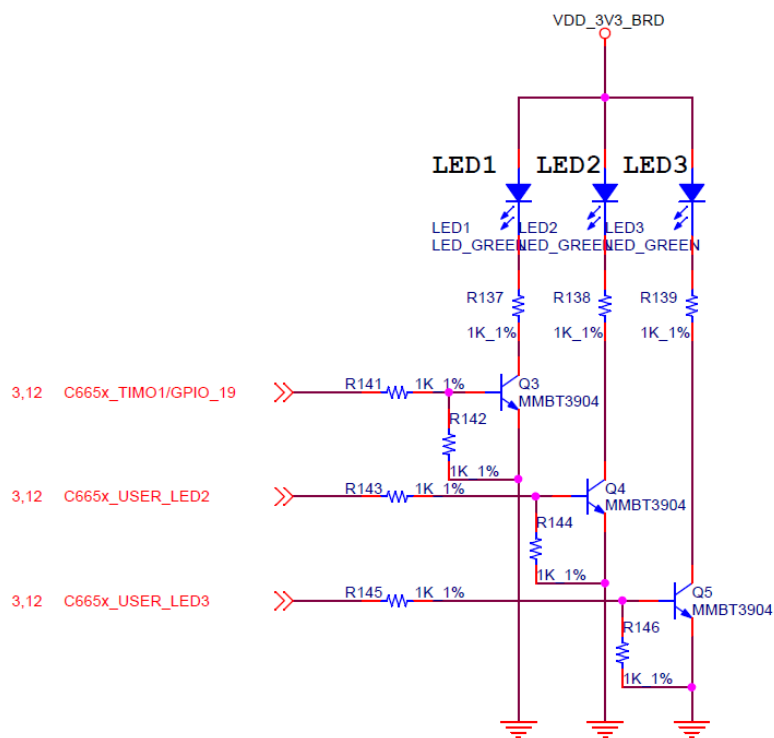 VDD_3V3_BRD
LED1 LED2 LED3
LED1 LED2 LED3
LED_GREEN LED_GREEN LED_GREEN
R137 R138 R139
1K_1% 1K_1% 1K_1%
3,12 C665x_TIMO1/GPIO_19 R141 1K_1% Q3
MMBT3904
R142
1K_1%
3,12 C665x_USER_LED2 R143 1K_1% Q4
MMBT3904
R144
1K_1%
3,12 C665x_USER_LED3 R145 1K_1% Q5
MMBT3904
R146
1K_1%